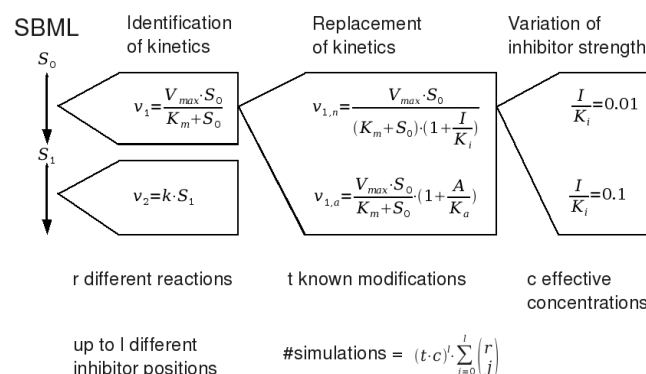 SBML
Identification
of kinetics
Replacement
of kinetics
Variation of
inhibitor strength
S₀
v₁=Vmax·S₀/Km+S₀
v₁,ₙ=Vmax·S₀/(Km+S₀)·(1+I/Ki)
I/Ki=0.01
S₁
v₂=k·S₁
v₁,ₐ=Vmax·S₀/Km+S₀·(1+A/Ka)
I/Ki=0.1
r different reactions
t known modifications
c effective
concentrations
up to l different
inhibitor positions
#simulations = (t·c)ˡ·∑ˡᵢ₌₀(r j)